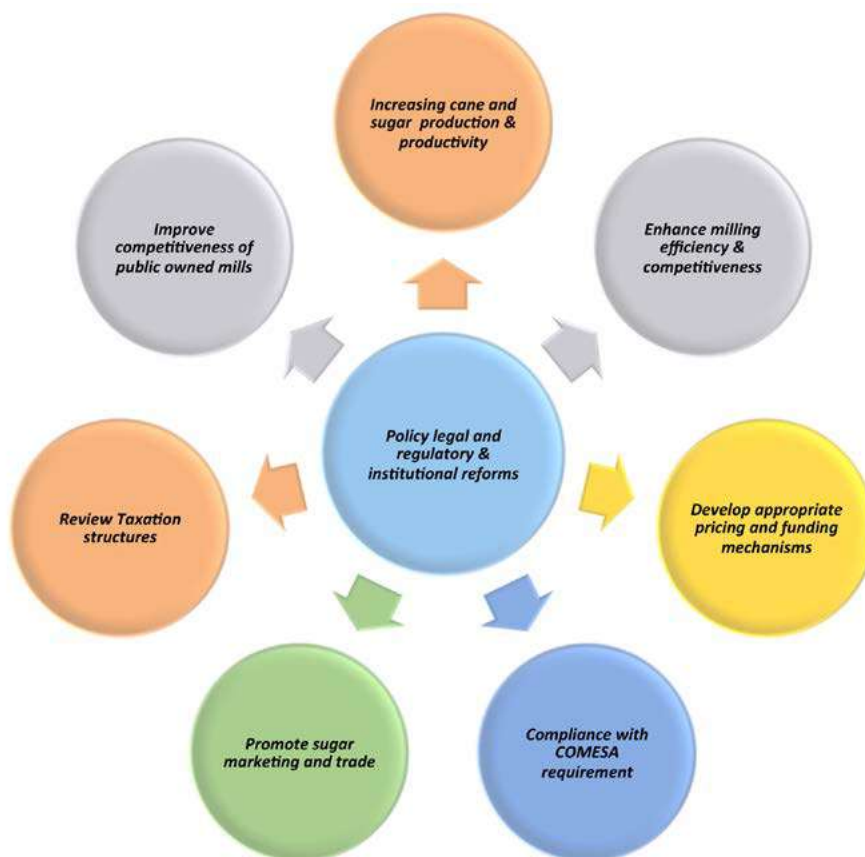 Increasing cane and
sugar production &
productivity
Improve
competitiveness of
public owned mills
Enhance milling
efficiency &
competitiveness
Policy legal and
regulatory &
institutional reforms
Review Taxation
structures
Develop appropriate
pricing and funding
mechanisms
Promote sugar
marketing and trade
Compliance with
COMESA
requirement